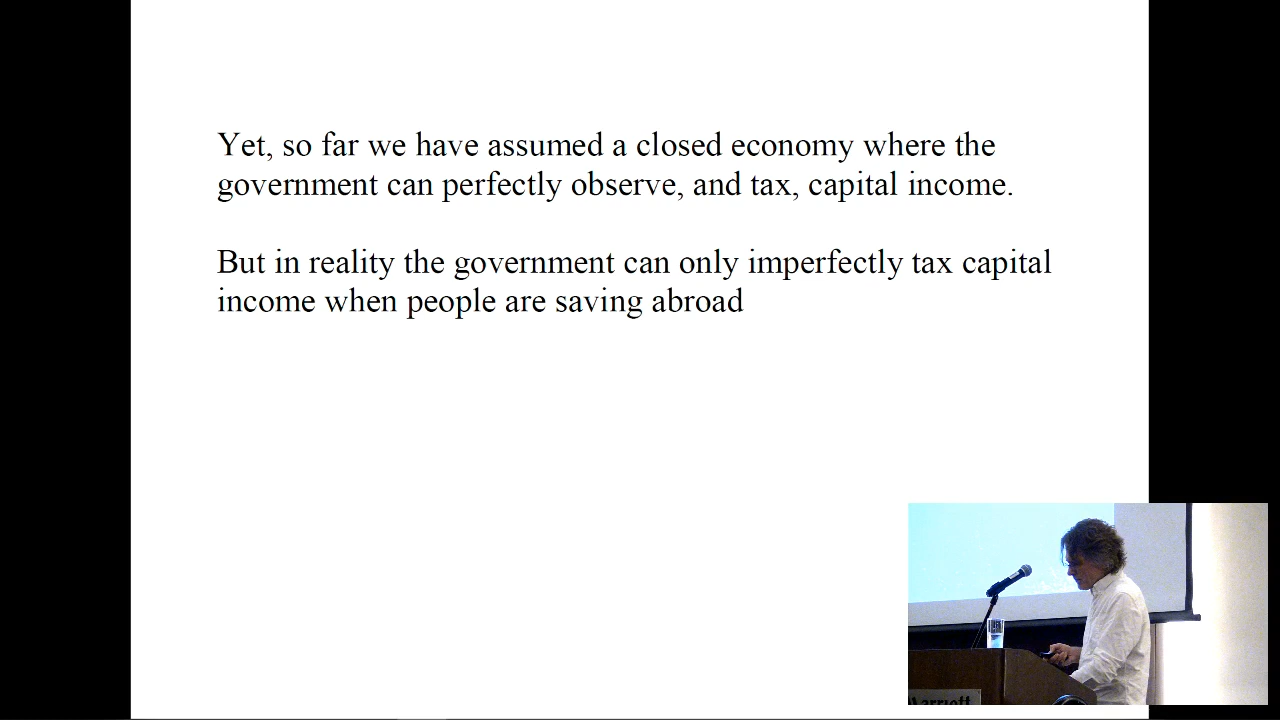 Yet, so far we have assumed a closed economy where the
government can perfectly observe, and tax, capital income.
But in reality the government can only imperfectly tax capital
income when people are saving abroad
Marriott